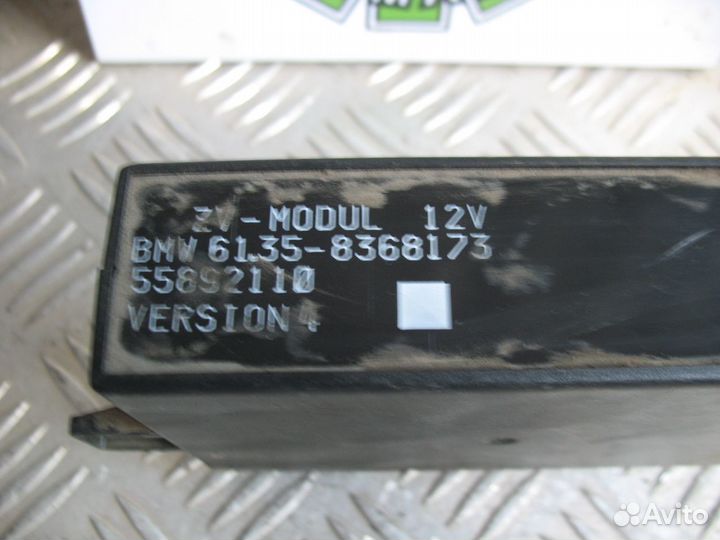 ZV-MODUL 12V
BMW 61.35-8368173
55892110
VERSION 4
Avito